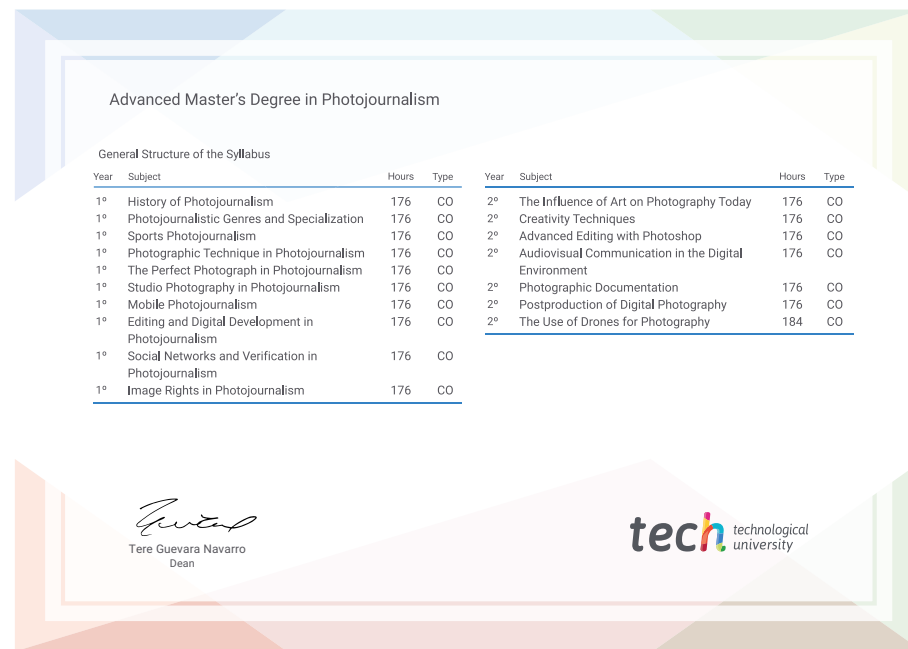 Advanced Master's Degree in Photojournalism
General Structure of the Syllabus
Year Subject Hours Type
1º History of Photojournalism 176 CO
1º Photojournalistic Genres and Specialization 176 CO
1º Sports Photojournalism 176 CO
1º Photographic Technique in Photojournalism 176 CO
1º The Perfect Photograph in Photojournalism 176 CO
1º Studio Photography in Photojournalism 176 CO
1º Mobile Photojournalism 176 CO
1º Editing and Digital Development in 176 CO
Photojournalism
1º Social Networks and Verification in 176 CO
Photojournalism
1º Image Rights in Photojournalism 176 CO
Year Subject Hours Type
2º The Influence of Art on Photography Today 176 CO
2º Creativity Techniques 176 CO
2º Advanced Editing with Photoshop 176 CO
2º Audiovisual Communication in the Digital 176 CO
Environment
2º Photographic Documentation 176 CO
2º Postproduction of Digital Photography 176 CO
2º The Use of Drones for Photography 184 CO
Tere Guevara Navarro
Dean
tech technological
university